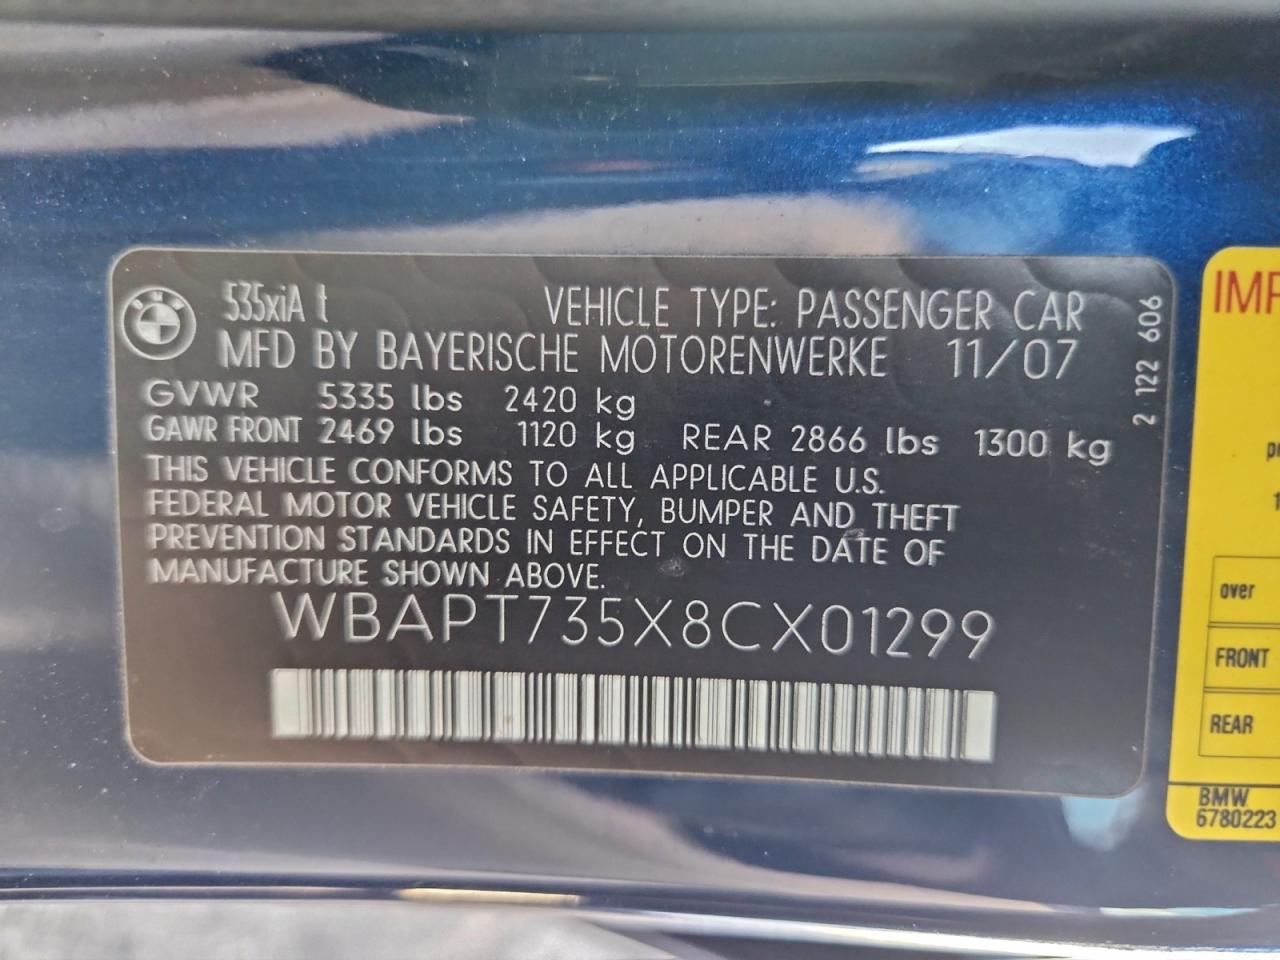 BMW
535xiA t VEHICLE TYPE: PASSENGER CAR
MFD BY BAYERISCHE MOTORENWERKE 11/07
GVWR 5335 lbs 2420 kg
GAWR FRONT 2469 lbs 1120 kg REAR 2866 lbs 1300 kg
THIS VEHICLE CONFORMS TO ALL APPLICABLE U.S.
FEDERAL MOTOR VEHICLE SAFETY, BUMPER AND THEFT
PREVENTION STANDARDS IN EFFECT ON THE DATE OF
MANUFACTURE SHOWN ABOVE.
WBAPT735X8CX01299
2 122 606
over
FRONT
REAR
BMW
6780223